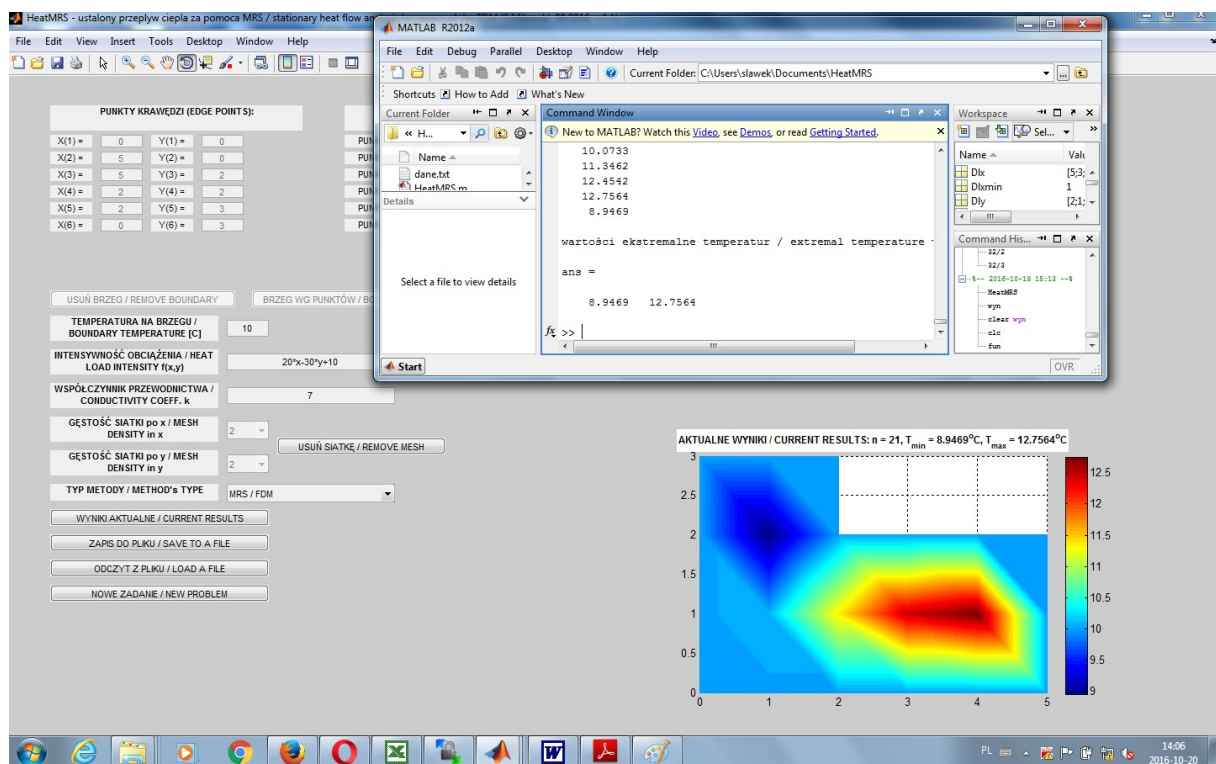 HeatMRS - ustalony przepływ ciepła za pomoca MRS / stationary heat flow an
File Edit View Insert Tools Desktop Window Help
PUNKTY KRAWĘDZI (EDGE POINTS):
X(1) = 0 Y(1) = 0 PUN
X(2) = 5 Y(2) = 0 PUN
X(3) = 5 Y(3) = 2 PUN
X(4) = 2 Y(4) = 2 PUN
X(5) = 2 Y(5) = 3 PUN
X(6) = 0 Y(6) = 3 PUN
USUŃ BRZEG / REMOVE BOUNDARY
BRZEG WG PUNKTÓW / BO
TEMPERATURA NA BRZEGU /
BOUNDARY TEMPERATURE [C]
10
INTENSYWNOŚĆ OBCIĄŻENIA / HEAT
LOAD INTENSITY f(x,y)
20*x-30*y+10
WSPÓŁCZYNNIK PRZEWODNICTWA /
CONDUCTIVITY COEFF. k
7
GĘSTOŚĆ SIATKI po x / MESH
DENSITY in x
2
GĘSTOŚĆ SIATKI po y / MESH
DENSITY in y
2
USUŃ SIATKĘ / REMOVE MESH
TYP METODY / METHOD's TYPE
MRS / FDM
WYNIKI AKTUALNE / CURRENT RESULTS
ZAPIS DO PLIKU / SAVE TO A FILE
ODCZYT Z PLIKU / LOAD A FILE
NOWE ZADANIE / NEW PROBLEM
MATLAB R2012a
File Edit Debug Parallel Desktop Window Help
Current Folder: C:\Users\slawek\Documents\HeatMRS
Shortcuts How to Add What's New
Current Folder
« H...
Name
dane.txt
HeatMRS.m
Details
Select a file to view details
Start
Command Window
New to MATLAB? Watch this Video, see Demos, or read Getting Started.
10.0733
11.3462
12.4542
12.7564
8.9469
wartości ekstremalne temperatur / extremal temperature
ans =
8.9469 12.7564
fx >>
Workspace
Sel...
Name Valu
Dlx [5;3;
Dlxmin 1
Dly [2;1;
Command His...
32/2
32/3
%-- 2016-10-19 15:13 --%
HeatMRS
wyn
clear wyn
clc
fun
OVR
AKTUALNE WYNIKI / CURRENT RESULTS: n = 21, Tmin = 8.9469°C, Tmax = 12.7564°C
3
2.5
2
1.5
1
0.5
0
0 1 2 3 4 5
12.5
12
11.5
11
10.5
10
9.5
9
PL
14:06
2016-10-20